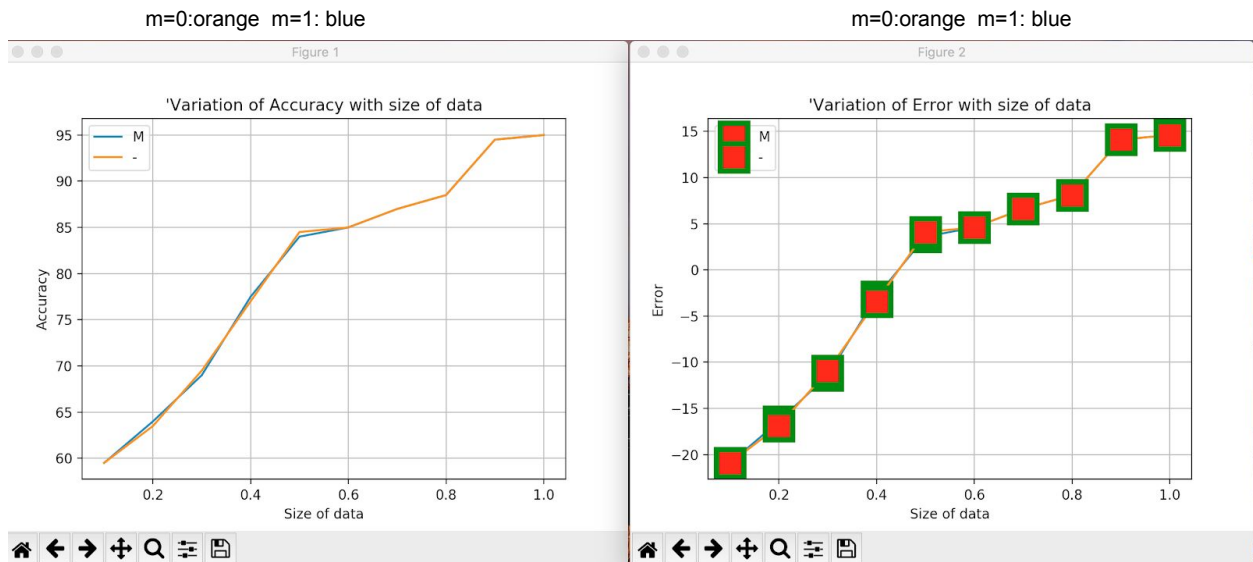 m=0:orange m=1: blue
m=0:orange m=1: blue
Figure 1
'Variation of Accuracy with size of data
M
-
95
90
85
80
75
70
65
60
Accuracy
0.2 0.4 0.6 0.8 1.0
Size of data
Figure 2
'Variation of Error with size of data
M
-
15
10
5
0
−5
−10
−15
−20
Error
0.2 0.4 0.6 0.8 1.0
Size of data